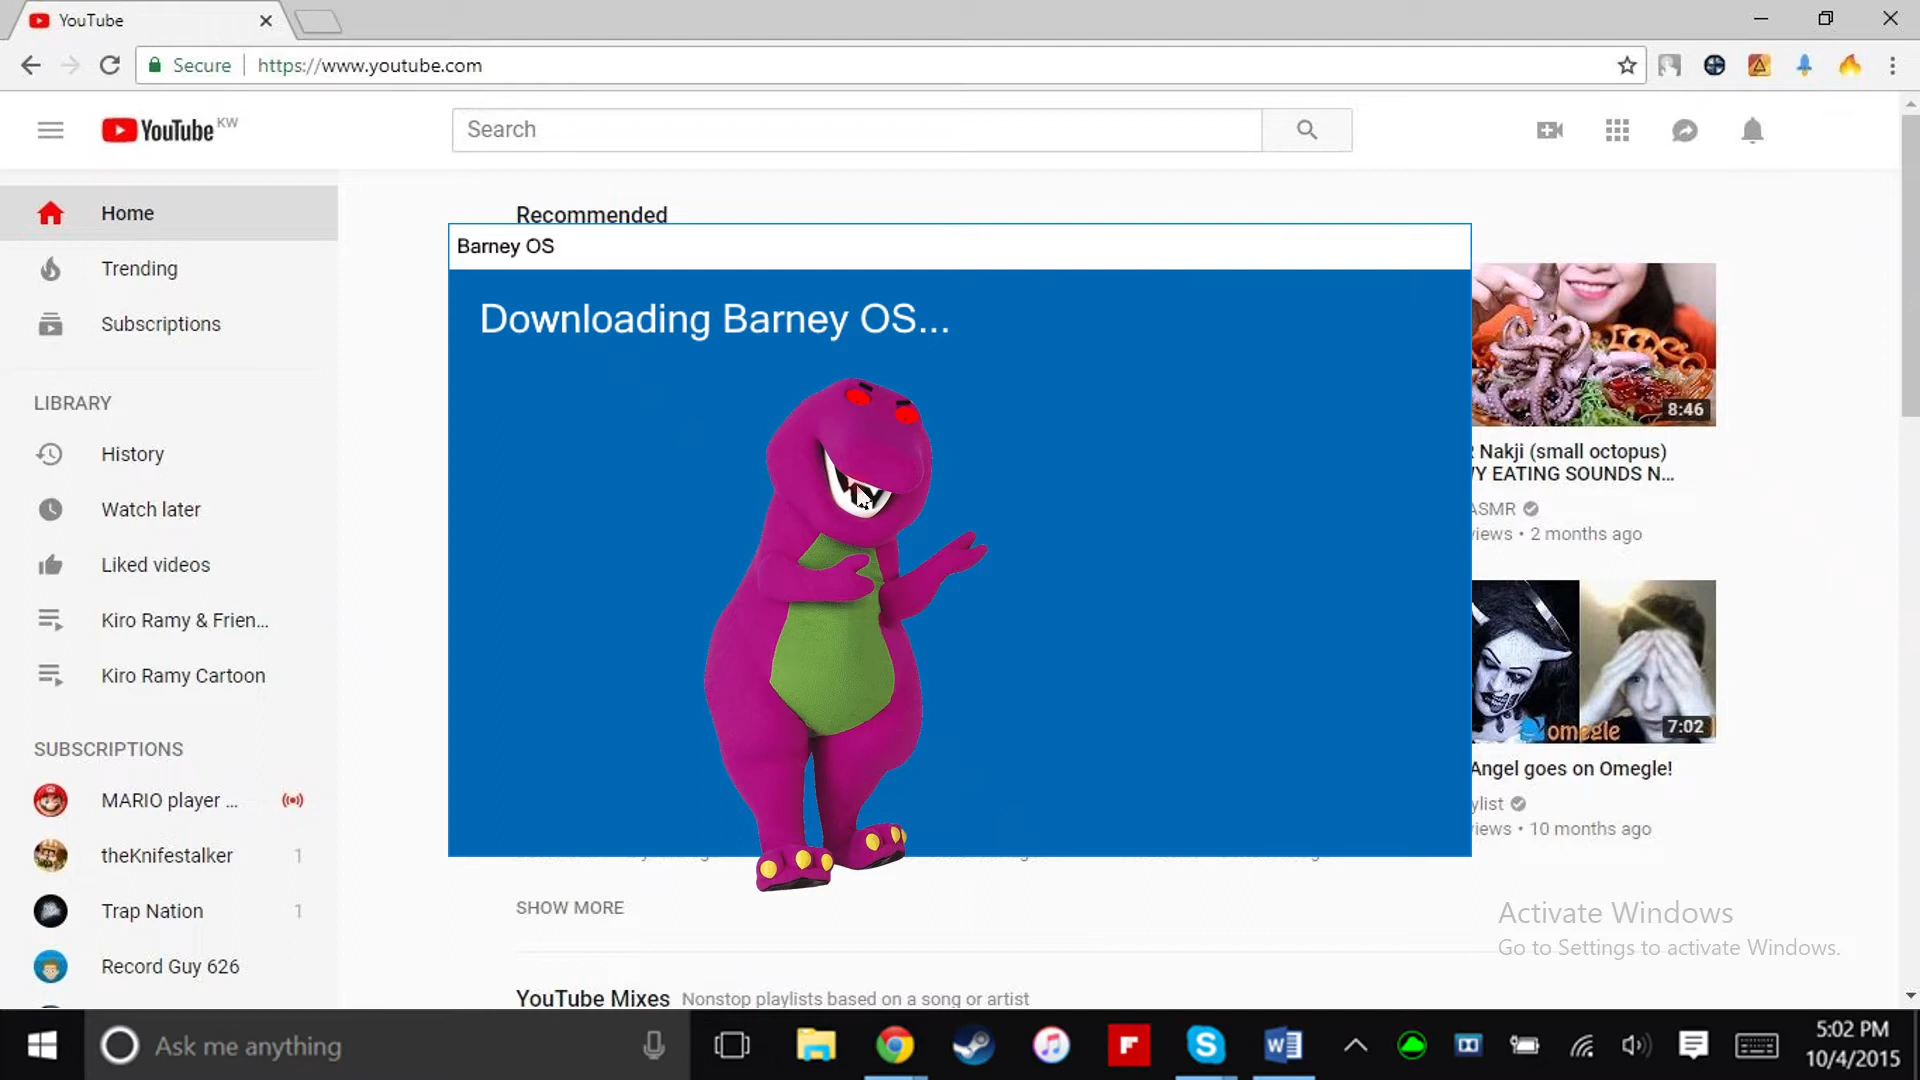 YouTube
Secure
https://www.youtube.com
YouTube KW
Search
Home
Trending
Subscriptions
LIBRARY
History
Watch later
Liked videos
Kiro Ramy & Frien...
Kiro Ramy Cartoon
SUBSCRIPTIONS
MARIO player ...
theKnifestalker 1
Trap Nation 1
Record Guy 626
Recommended
Barney OS
Downloading Barney OS...
8:46
Nakji (small octopus)
EATING SOUNDS N...
ASMR
views • 2 months ago
omegle
7:02
Angel goes on Omegle!
views • 10 months ago
SHOW MORE
YouTube Mixes Nonstop playlists based on a song or artist
Activate Windows
Go to Settings to activate Windows.
Ask me anything
5:02 PM
10/4/2015